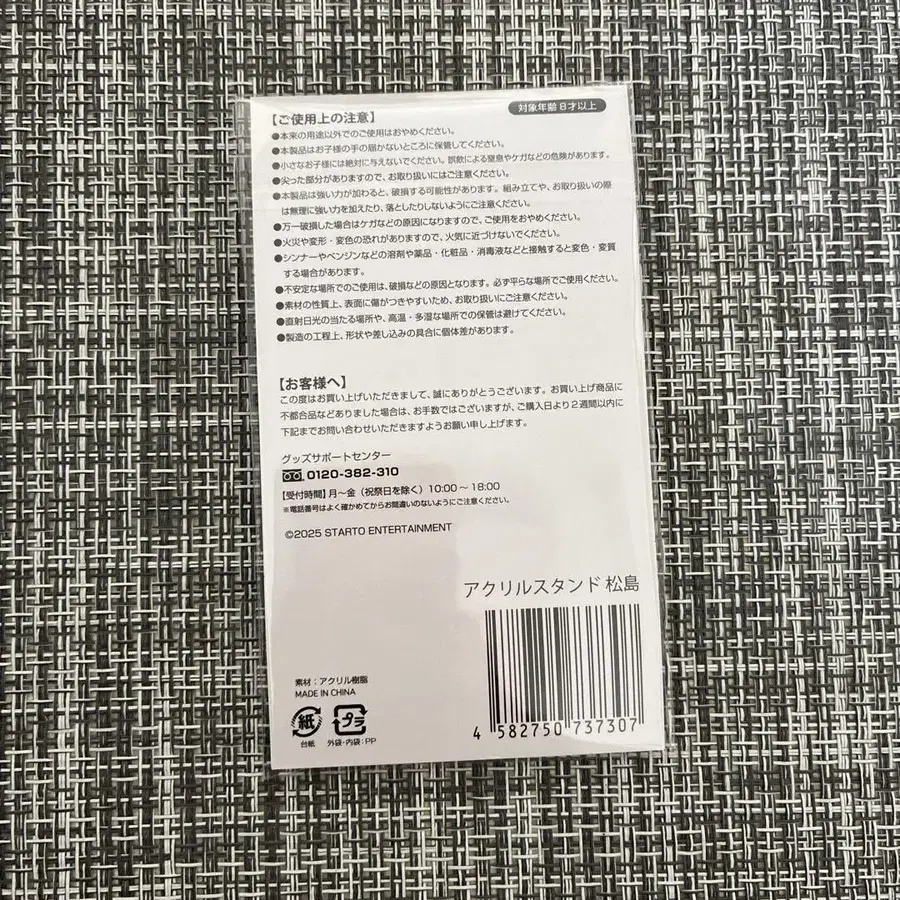 対象年齢 8才以上
【ご使用上の注意】
●本来の用途以外でのご使用はおやめください。
●本製品はお子様の手の届かないところに保管してください。
●小さなお子様には絶対に与えないでください。誤飲による窒息やケガなどの危険があります。
●尖った部分がありますので、お取り扱いにはご注意ください。
●本製品は強い力が加わると、破損する可能性があります。組み立てや、お取り扱いの際
は無理に強い力を加えたり、落としたりしないようにご注意ください。
●万一破損した場合はケガなどの原因になりますので、ご使用をおやめください。
●火災や変形・変色の恐れがありますので、火気に近づけないでください。
●シンナーやベンジンなどの溶剤や薬品・化粧品・消毒液などと接触すると変色・変質
する場合があります。
●不安定な場所でのご使用は、破損などの原因となります。必ず平らな場所でご使用ください。
●素材の性質上、表面に傷がつきやすいため、お取り扱いにご注意ください。
●直射日光の当たる場所や、高温・多湿な場所での保管は避けてください。
●製造の工程上、形状や差し込みの具合に個体差があります。
【お客様へ】
この度はお買い上げいただきまして、誠にありがとうございます。お買い上げ商品に
不都合品などありました場合は、お手数ではございますが、ご購入日より2週間以内に
下記までお問い合わせいただきますようお願い申し上げます。
グッズサポートセンター
0120-382-310
【受付時間】月〜金（祝祭日を除く）10:00〜18:00
※電話番号はよく確かめてからお間違いのないようにご注意ください。
©2025 STARTO ENTERTAINMENT
アクリルスタンド 松島
素材：アクリル樹脂
MADE IN CHINA
紙
プラ
台紙
外袋・内袋：PP
4 582750 737307